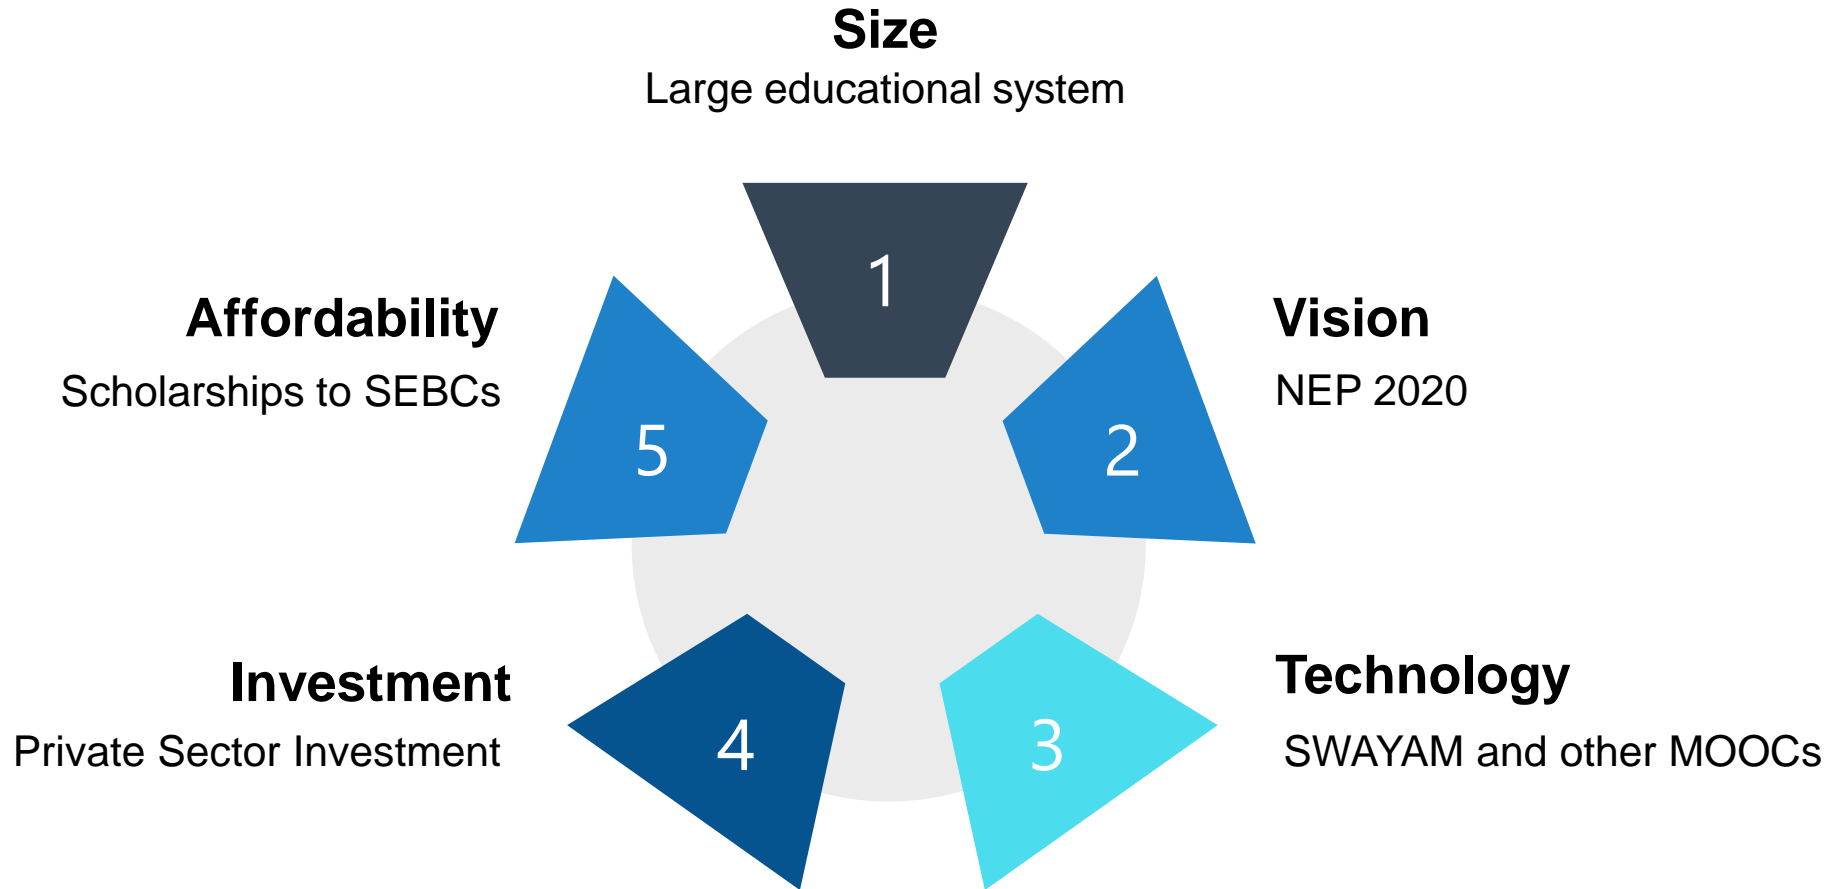 Size
Large educational system
1
Vision
NEP 2020
2
Technology
SWAYAM and other MOOCs
3
Investment
Private Sector Investment
4
Affordability
Scholarships to SEBCs
5